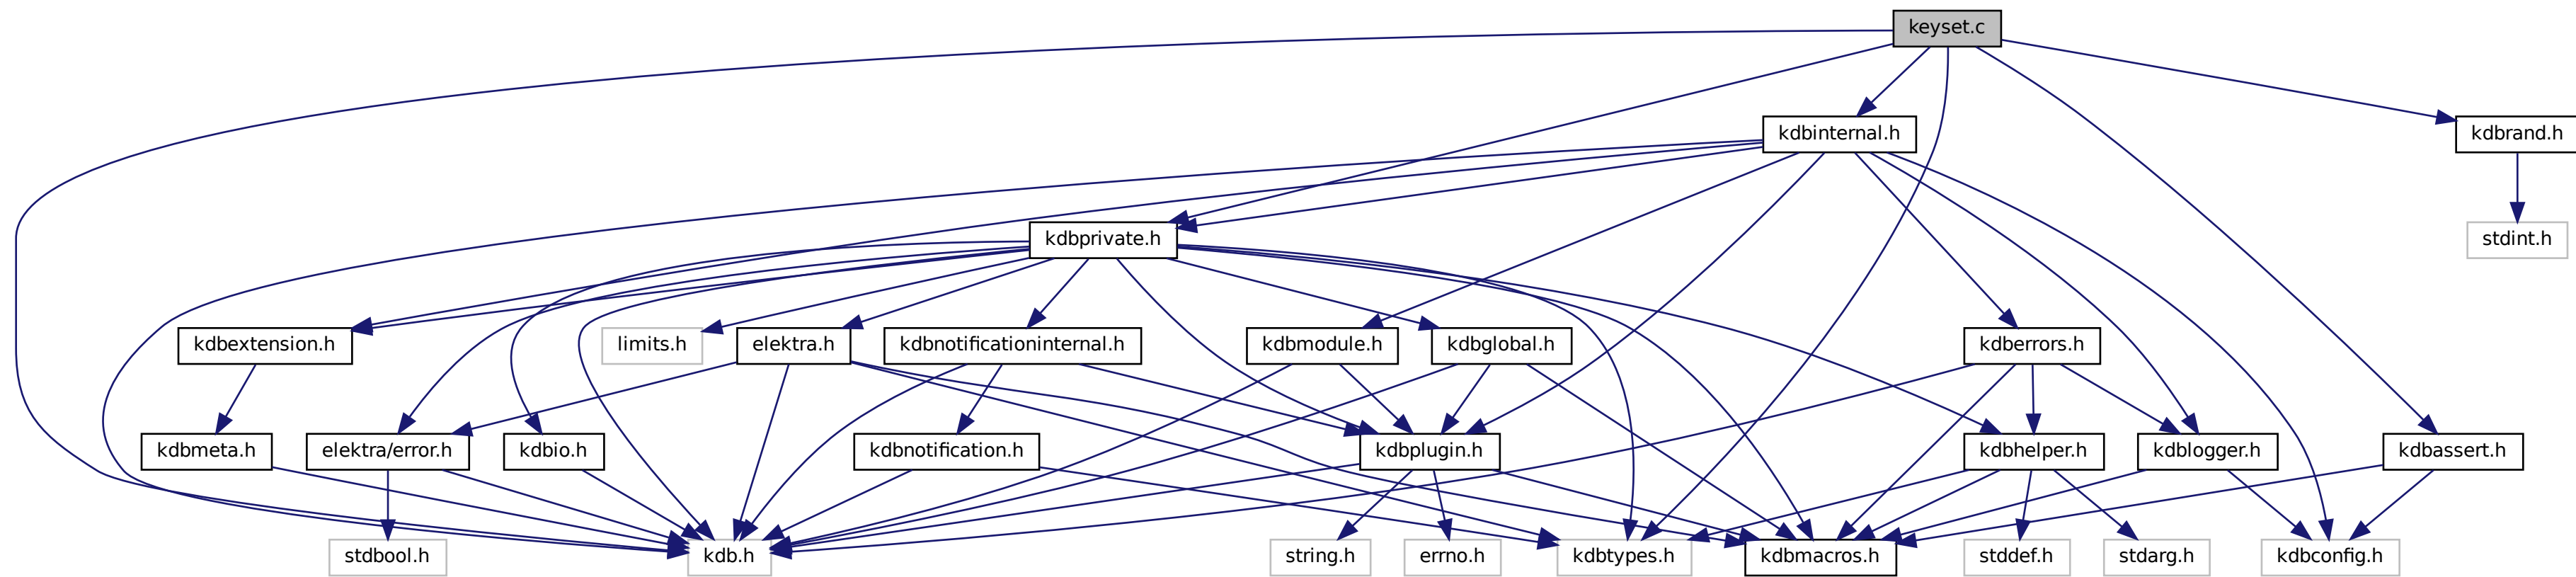 keyset.c
kdbinternal.h
kdbrand.h
kdbprivate.h
stdint.h
kdbextension.h
limits.h
elektra.h
kdbnotificationinternal.h
kdbmodule.h
kdbglobal.h
kdberrors.h
kdbmeta.h
elektra/error.h
kdbio.h
kdbnotification.h
kdbplugin.h
kdbhelper.h
kdblogger.h
kdbassert.h
stdbool.h
kdb.h
string.h
errno.h
kdbtypes.h
kdbmacros.h
stddef.h
stdarg.h
kdbconfig.h